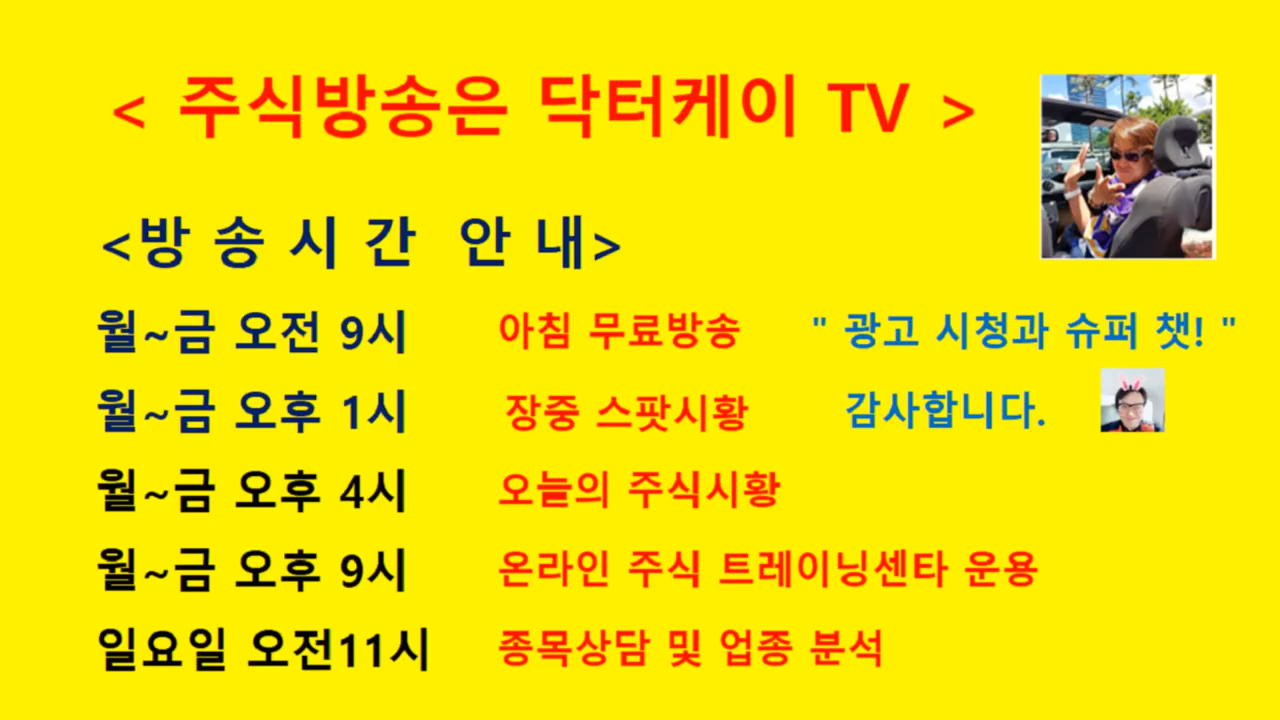 < 주식방송은 닥터케이 TV >
<방 송 시 간 안 내>
월~금 오전 9시 아침 무료방송 " 광고 시청과 슈퍼 챗! "
월~금 오후 1시 장중 스팟시황 감사합니다.
월~금 오후 4시 오늘의 주식시황
월~금 오후 9시 온라인 주식 트레이닝센타 운용
일요일 오전11시 종목상담 및 업종 분석